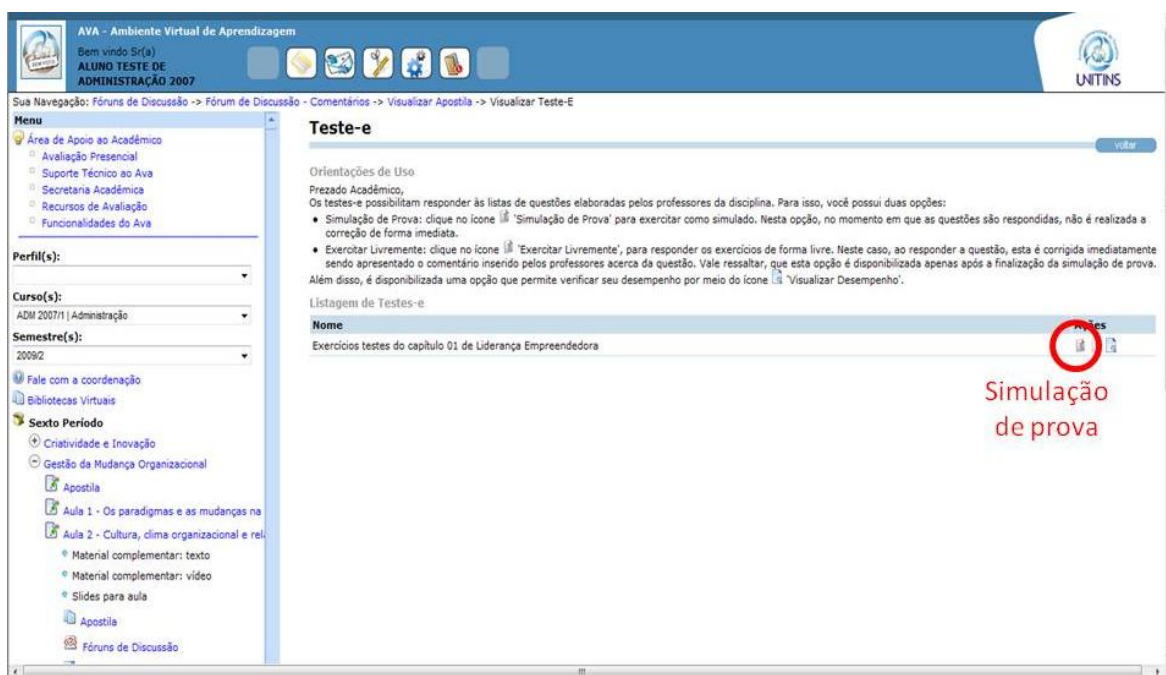 AVA - Ambiente Virtual de Aprendizagem
Bem vindo Sr(a)
ALUNO TESTE DE
ADMINISTRAÇÃO 2007
UNITINS
Sua Navegação: Fóruns de Discussão -> Fórum de Discussão - Comentários -> Visualizar Apostila -> Visualizar Teste-E
Menu
Área de Apoio ao Acadêmico
Avaliação Presencial
Suporte Técnico ao Ava
Secretaria Acadêmica
Recursos de Avaliação
Funcionalidades do Ava
Perfil(s):
Curso(s):
ADM 2007/1 | Administração
Semestre(s):
2009/2
Fale com a coordenação
Bibliotecas Virtuais
Sexto Período
Criatividade e Inovação
Gestão da Mudança Organizacional
Apostila
Aula 1 - Os paradigmas e as mudanças na
Aula 2 - Cultura, clima organizacional e rel
Material complementar: texto
Material complementar: vídeo
Slides para aula
Apostila
Fóruns de Discussão
Teste-e
voltar
Orientações de Uso
Prezado Acadêmico,
Os testes-e possibilitam responder às listas de questões elaboradas pelos professores da disciplina. Para isso, você possui duas opções:
• Simulação de Prova: clique no ícone 'Simulação de Prova' para exercitar como simulado. Nesta opção, no momento em que as questões são respondidas, não é realizada a
correção de forma imediata.
• Exercitar Livremente: clique no ícone 'Exercitar Livremente', para responder os exercícios de forma livre. Neste caso, ao responder a questão, esta é corrigida imediatamente
sendo apresentado o comentário inserido pelos professores acerca da questão. Vale ressaltar, que esta opção é disponibilizada apenas após a finalização da simulação de prova.
Além disso, é disponibilizada uma opção que permite verificar seu desempenho por meio do ícone 'Visualizar Desempenho'.
Listagem de Testes-e
Nome Ações
Exercícios testes do capítulo 01 de Liderança Empreendedora
Simulação
de prova